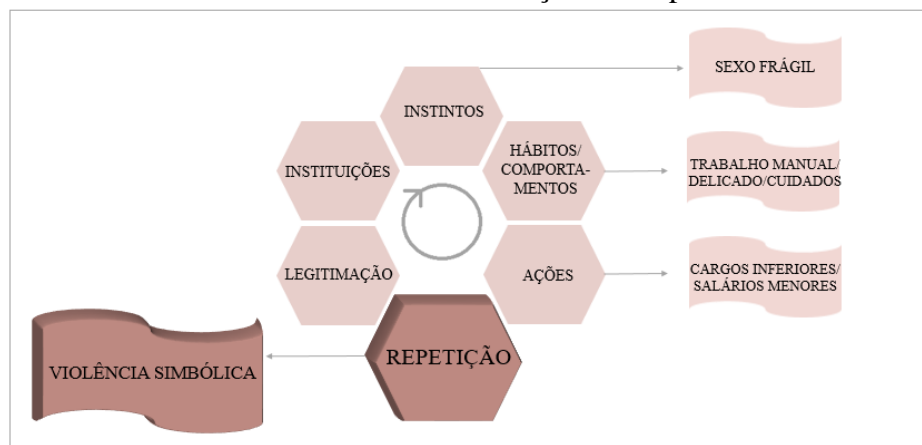 INSTINTOS
SEXO FRÁGIL
HÁBITOS/
COMPORTA-
MENTOS
TRABALHO MANUAL/
DELICADO/CUIDADOS
INSTITUIÇÕES
LEGITIMAÇÃO
AÇÕES
CARGOS INFERIORES/
SALÁRIOS MENORES
REPETIÇÃO
VIOLÊNCIA SIMBÓLICA